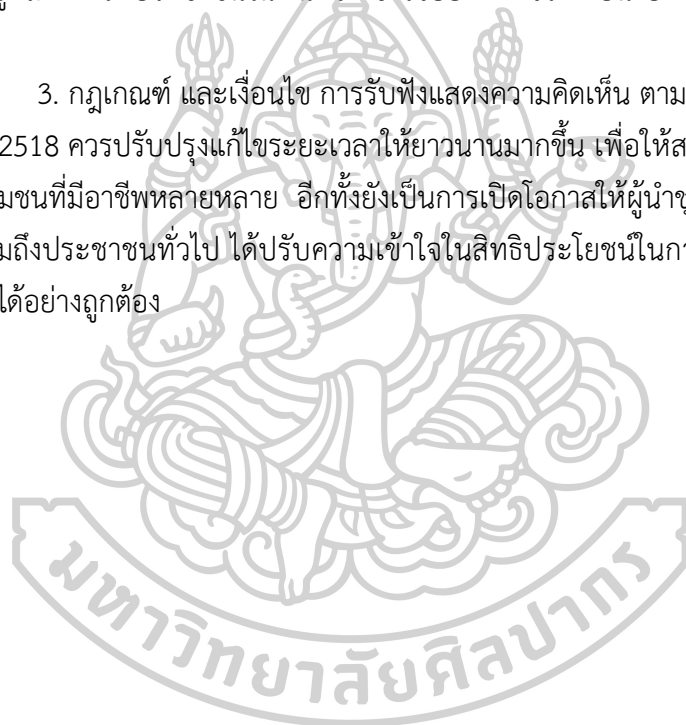 3. กฎเกณฑ์ และเงื่อนไข การรับฟังแสดงความคิดเห็น ตาม
2518 ควรปรับปรุงแก้ไขระยะเวลาให้ยาวนานมากขึ้น เพื่อให้ส
มชนที่มีอาชีพหลายหลาย อีกทั้งยังเป็นการเปิดโอกาสให้ผู้นำชุ
มถึงประชาชนทั่วไป ได้ปรับความเข้าใจในสิทธิประโยชน์ในกา
ได้อย่างถูกต้อง
มหาวิทยาลัยศิลปากร